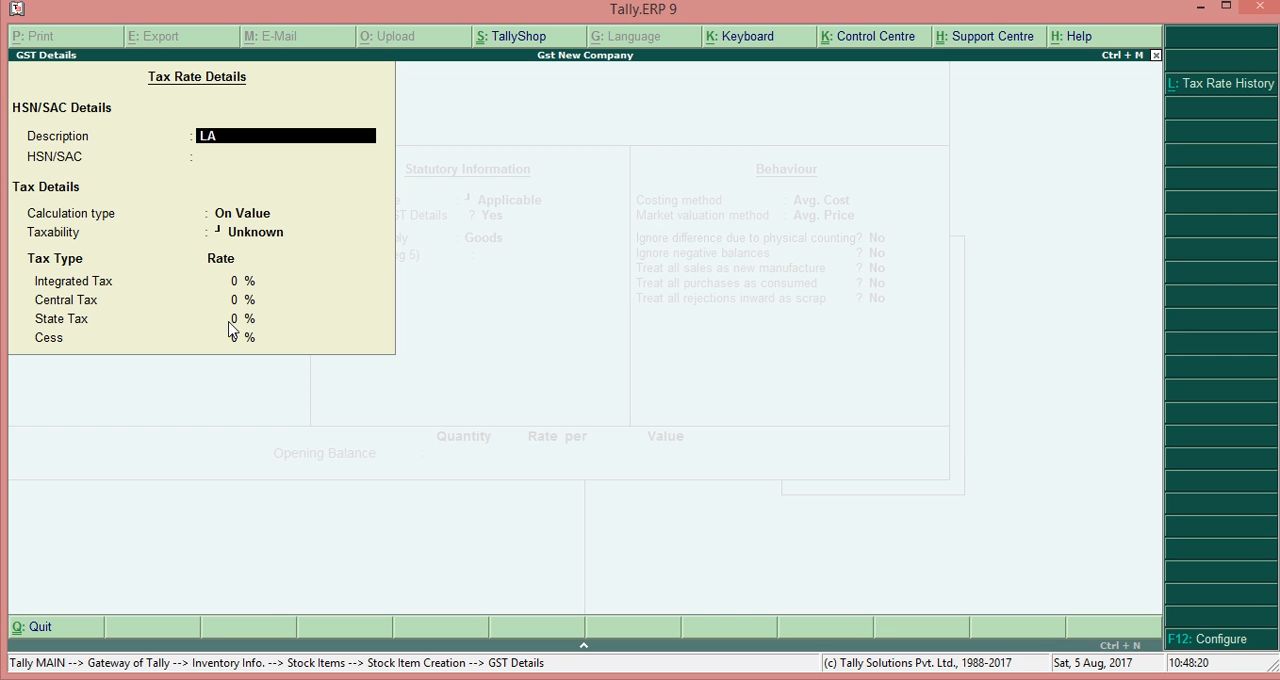 Tally.ERP 9
P: Print E: Export M: E-Mail O: Upload S: TallyShop G: Language K: Keyboard K: Control Centre H: Support Centre H: Help
GST Details Gst New Company Ctrl + M
L: Tax Rate History
Tax Rate Details
HSN/SAC Details
Description : LA
HSN/SAC :
Tax Details
Calculation type : On Value
Taxability : ┘ Unknown
Tax Type Rate
Integrated Tax 0 %
Central Tax 0 %
State Tax 0 %
Cess 0 %
Statutory Information
: ┘ Applicable
GST Details ? Yes
: Goods
:
Behaviour
Costing method : Avg. Cost
Market valuation method : Avg. Price
Ignore difference due to physical counting? No
Ignore negative balances ? No
Treat all sales as new manufacture ? No
Treat all purchases as consumed ? No
Treat all rejections inward as scrap ? No
Quantity Rate per Value
Opening Balance :
Q: Quit
Ctrl + N
F12: Configure
Tally MAIN --> Gateway of Tally --> Inventory Info. --> Stock Items --> Stock Item Creation --> GST Details (c) Tally Solutions Pvt. Ltd., 1988-2017 Sat, 5 Aug, 2017 10:48:20